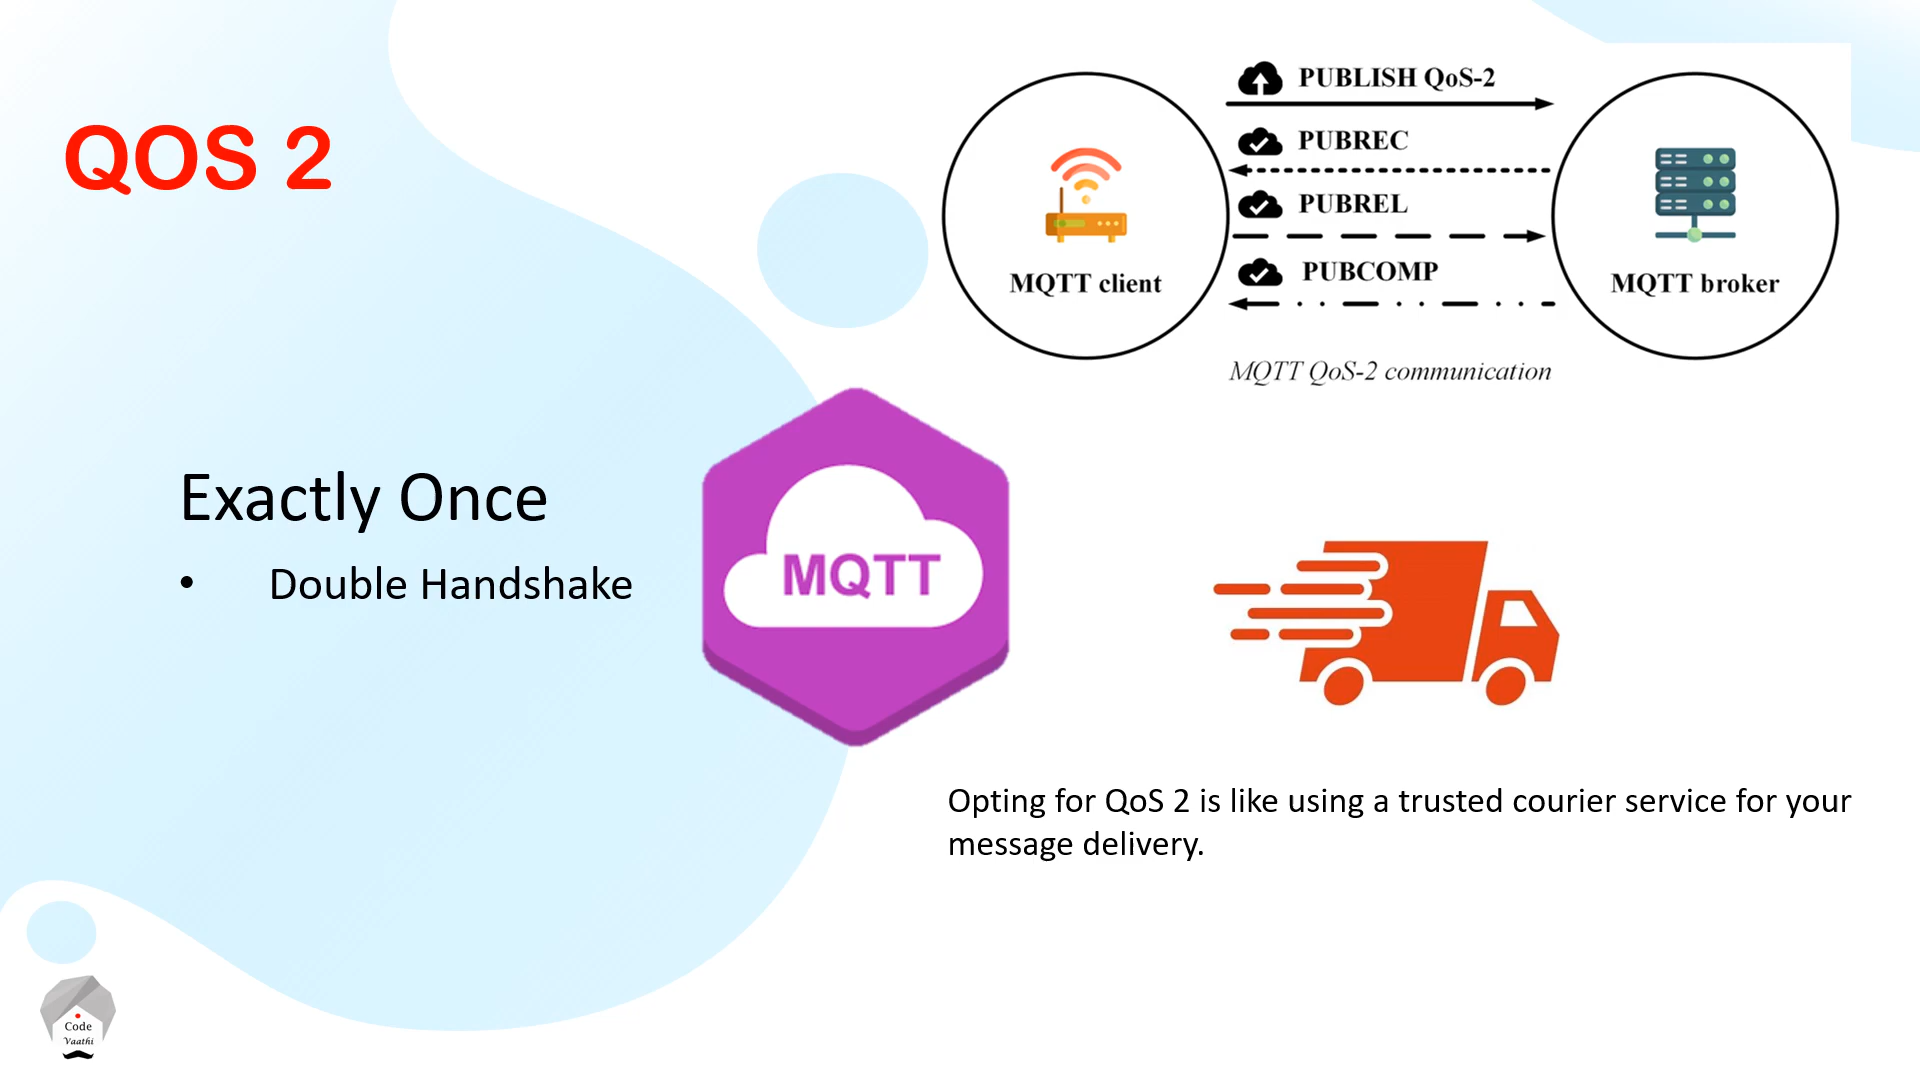 QOS 2
PUBLISH QoS-2
PUBREC
PUBREL
PUBCOMP
MQTT client
MQTT broker
MQTT QoS-2 communication
Exactly Once
• Double Handshake
MQTT
Opting for QoS 2 is like using a trusted courier service for your
message delivery.
Code
Vaathi